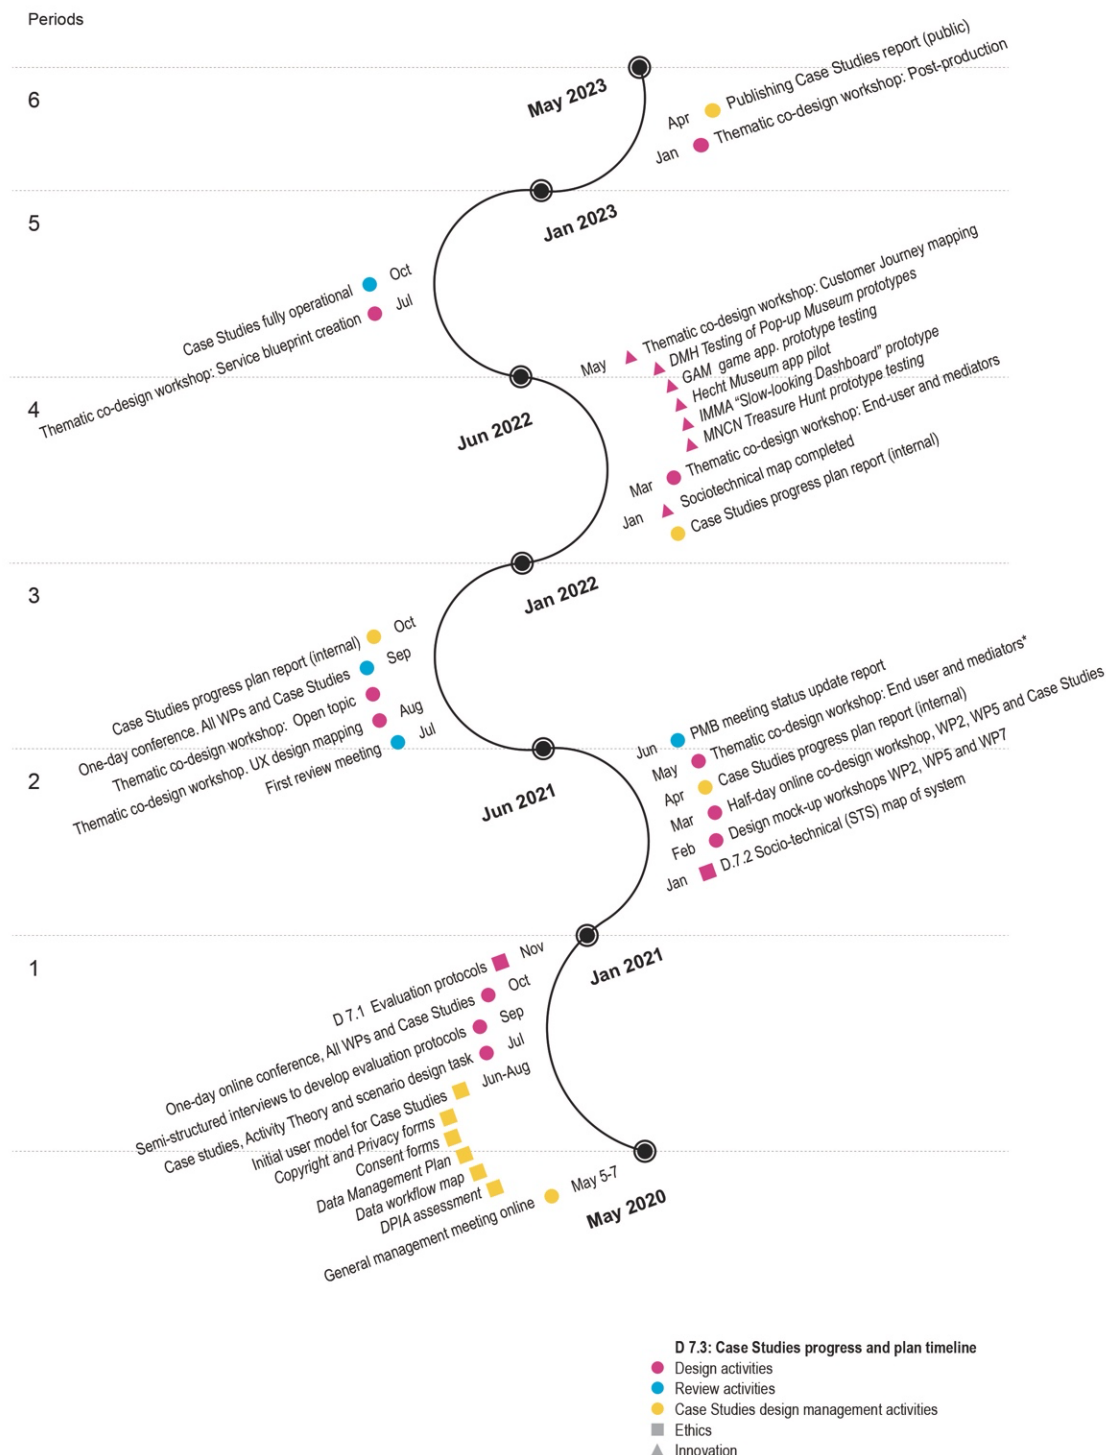 Periods
6
May 2023
Apr Publishing Case Studies report (public)
Jan Thematic co-design workshop: Post-production
5
Jan 2023
Case Studies fully operational Oct
Thematic co-design workshop: Service blueprint creation Jul
May Thematic co-design workshop: Customer Journey mapping
DMH Testing of Pop-up Museum prototypes
GAM game app. prototype testing
Hecht Museum app pilot
IMMA “Slow-looking Dashboard” prototype
MNCN Treasure Hunt prototype testing
4
Jun 2022
Mar Thematic co-design workshop: End-user and mediators
Jan Sociotechnical map completed
Case Studies progress plan report (internal)
3
Jan 2022
Case Studies progress plan report (internal) Oct
One-day conference. All WPs and Case Studies Sep
Thematic co-design workshop: Open topic
Thematic co-design workshop. UX design mapping Aug
First review meeting Jul
2
Jun 2021
Jun PMB meeting status update report
May Thematic co-design workshop: End user and mediators*
Apr Case Studies progress plan report (internal)
Mar Half-day online co-design workshop, WP2, WP5 and Case Studies
Feb Design mock-up workshops WP2, WP5 and WP7
Jan D.7.2 Socio-technical (STS) map of system
1
Jan 2021
D 7.1 Evaluation protocols Nov
One-day online conference, All WPs and Case Studies Oct
Semi-structured interviews to develop evaluation protocols Sep
Case studies, Activity Theory and scenario design task Jul
Initial user model for Case Studies Jun-Aug
Copyright and Privacy forms
Consent forms
Data Management Plan
Data workflow map
DPIA assessment
General management meeting online May 5-7
May 2020
D 7.3: Case Studies progress and plan timeline
Design activities
Review activities
Case Studies design management activities
Ethics
Innovation